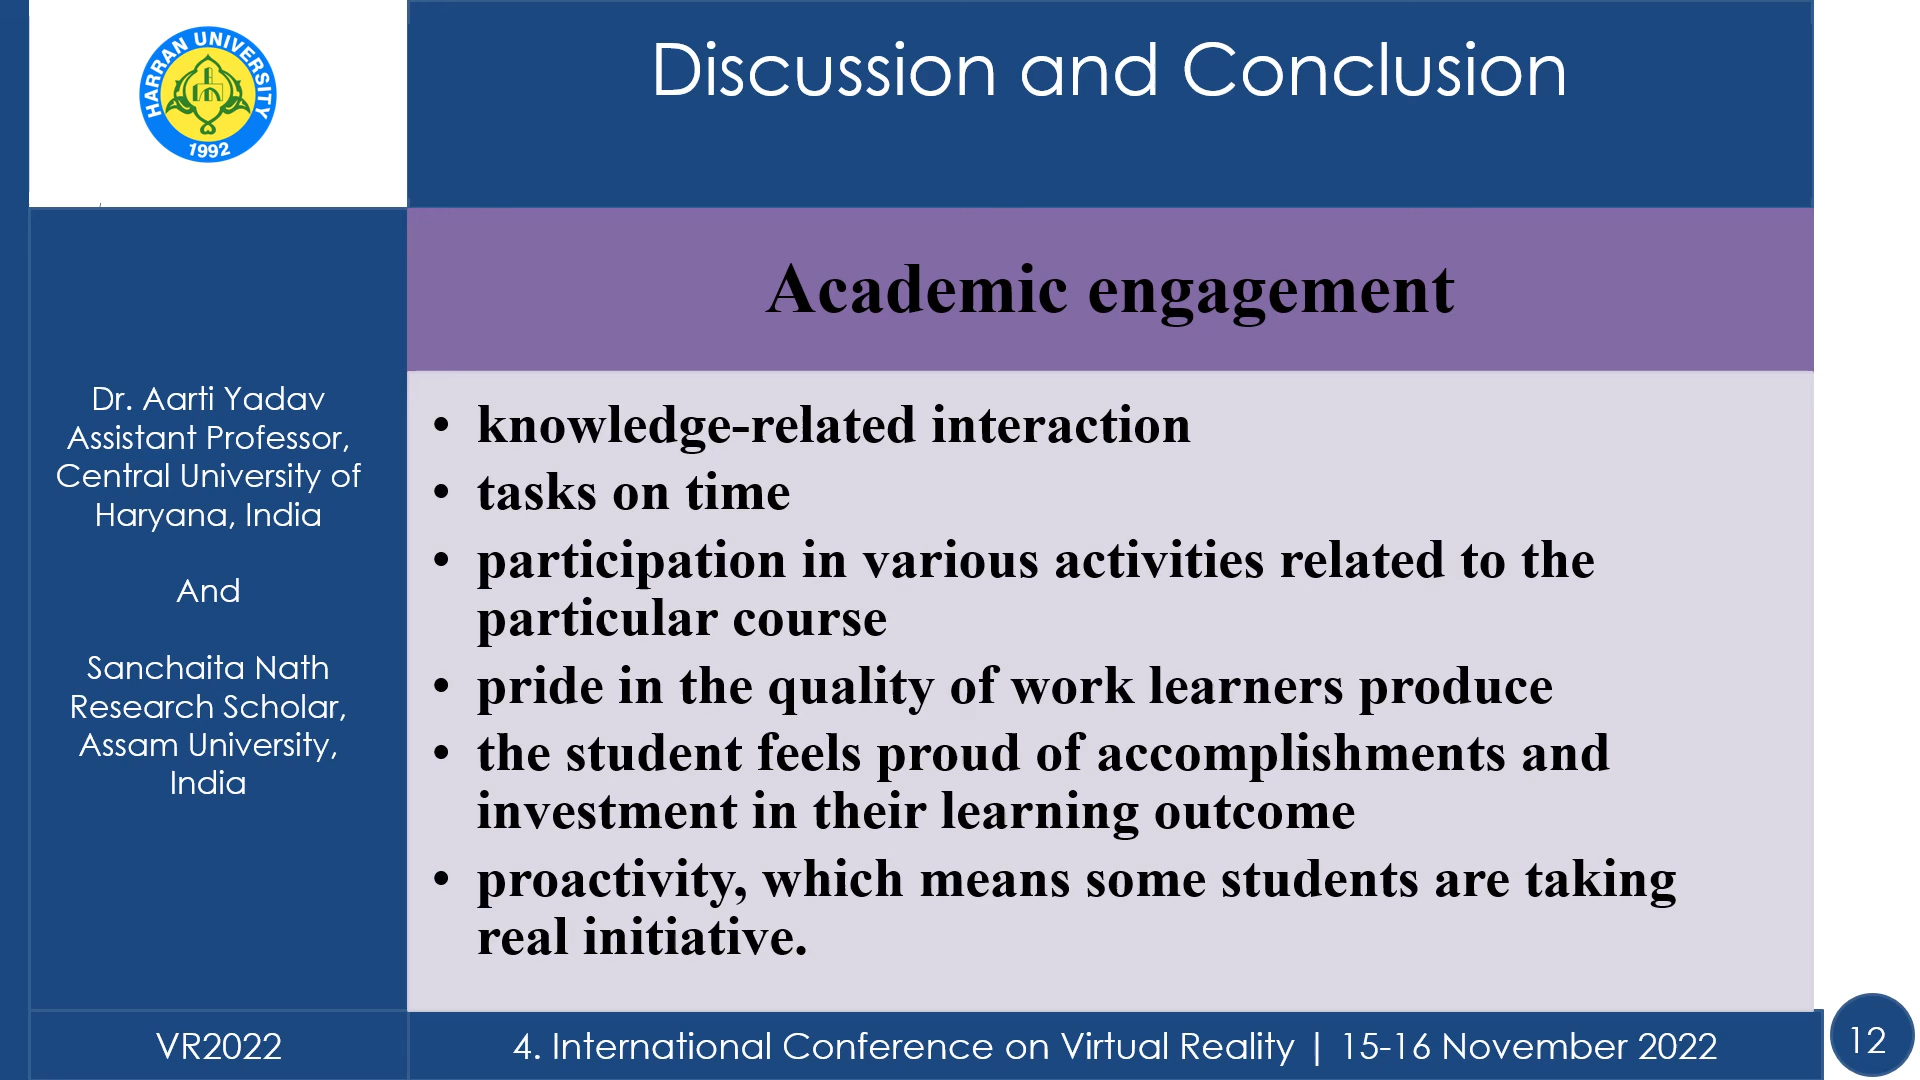 HARRAN UNIVERSITY
1992
Discussion and Conclusion
Academic engagement
Dr. Aarti Yadav
Assistant Professor,
Central University of
Haryana, India
And
Sanchaita Nath
Research Scholar,
Assam University,
India
• knowledge-related interaction
• tasks on time
• participation in various activities related to the
particular course
• pride in the quality of work learners produce
• the student feels proud of accomplishments and
investment in their learning outcome
• proactivity, which means some students are taking
real initiative.
VR2022
4. International Conference on Virtual Reality | 15-16 November 2022
12